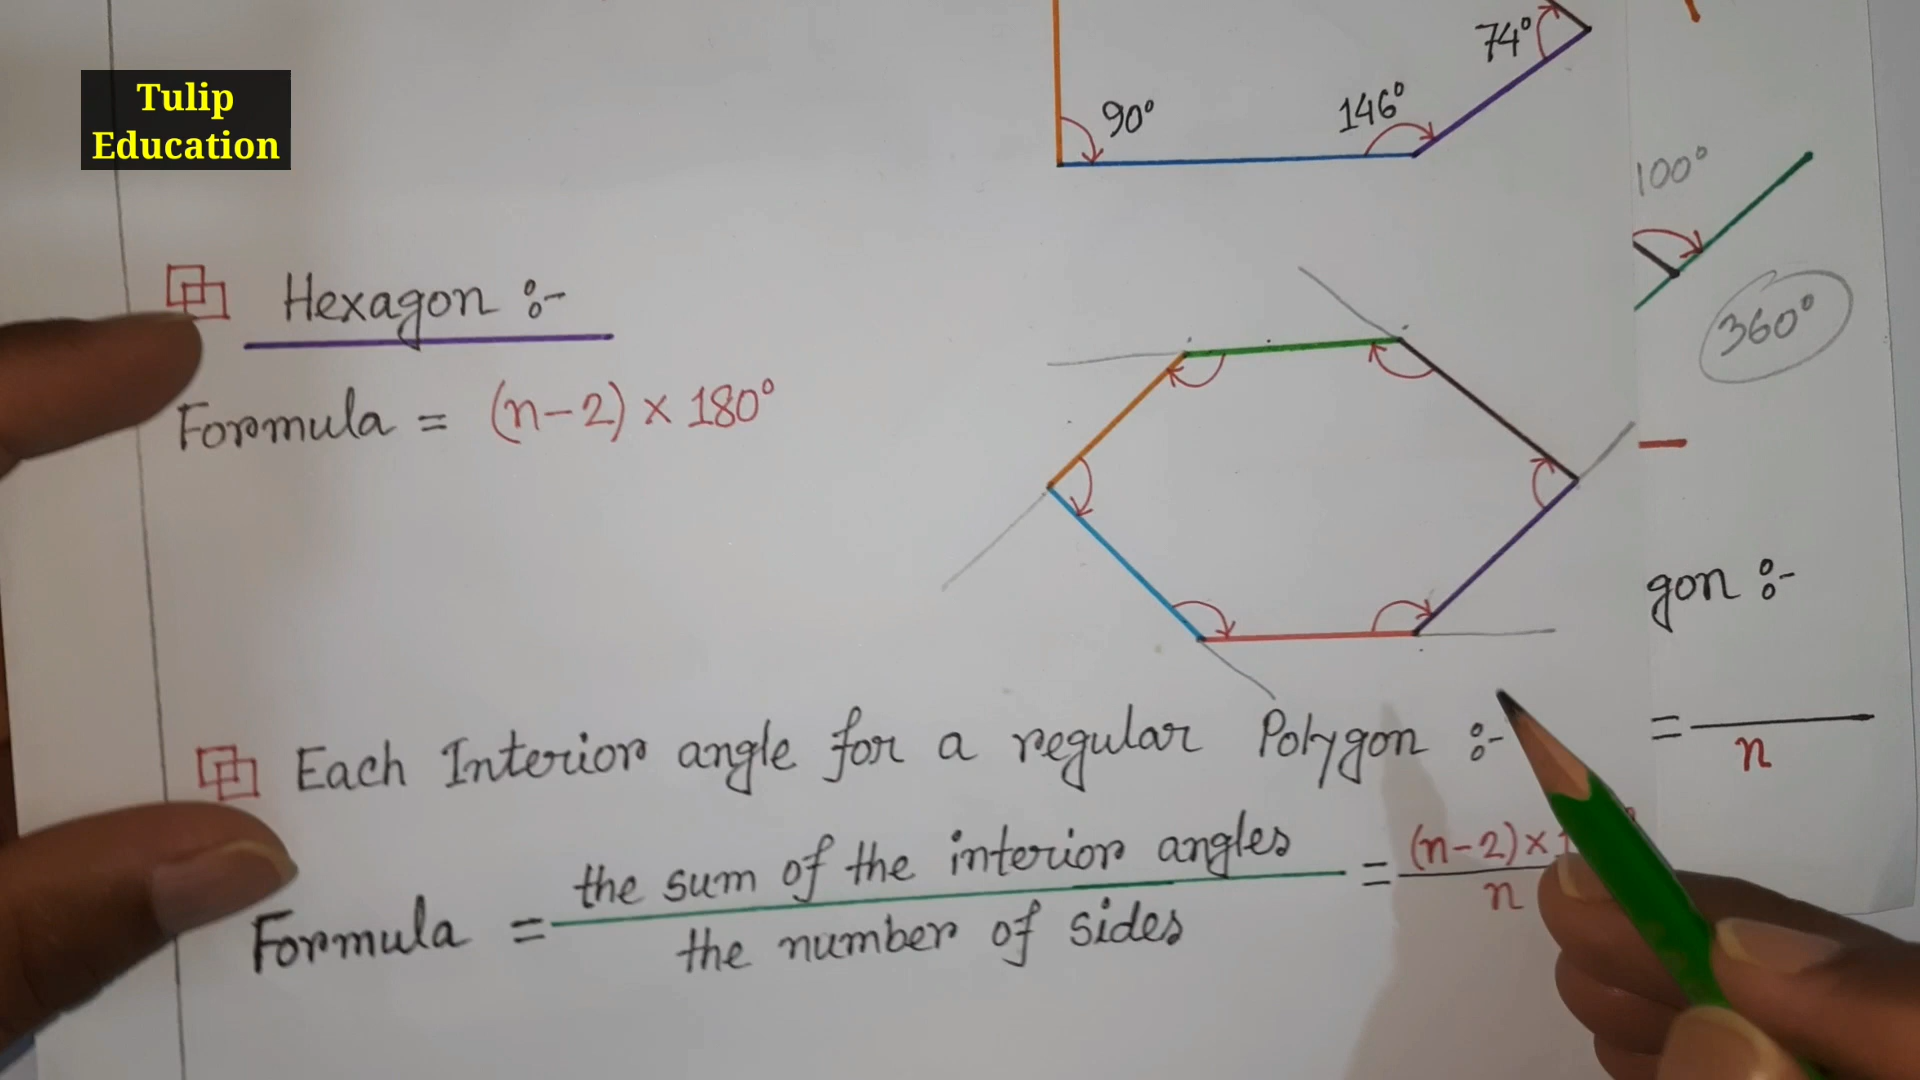 Tulip
Education
74°
90°
146°
100°
360°
Hexagon :-
Formula = (n-2) × 180°
gon :-
= n
Each Interior angle for a regular Polygon :-
Formula = the sum of the interior angles / the number of sides = (n-2)× / n